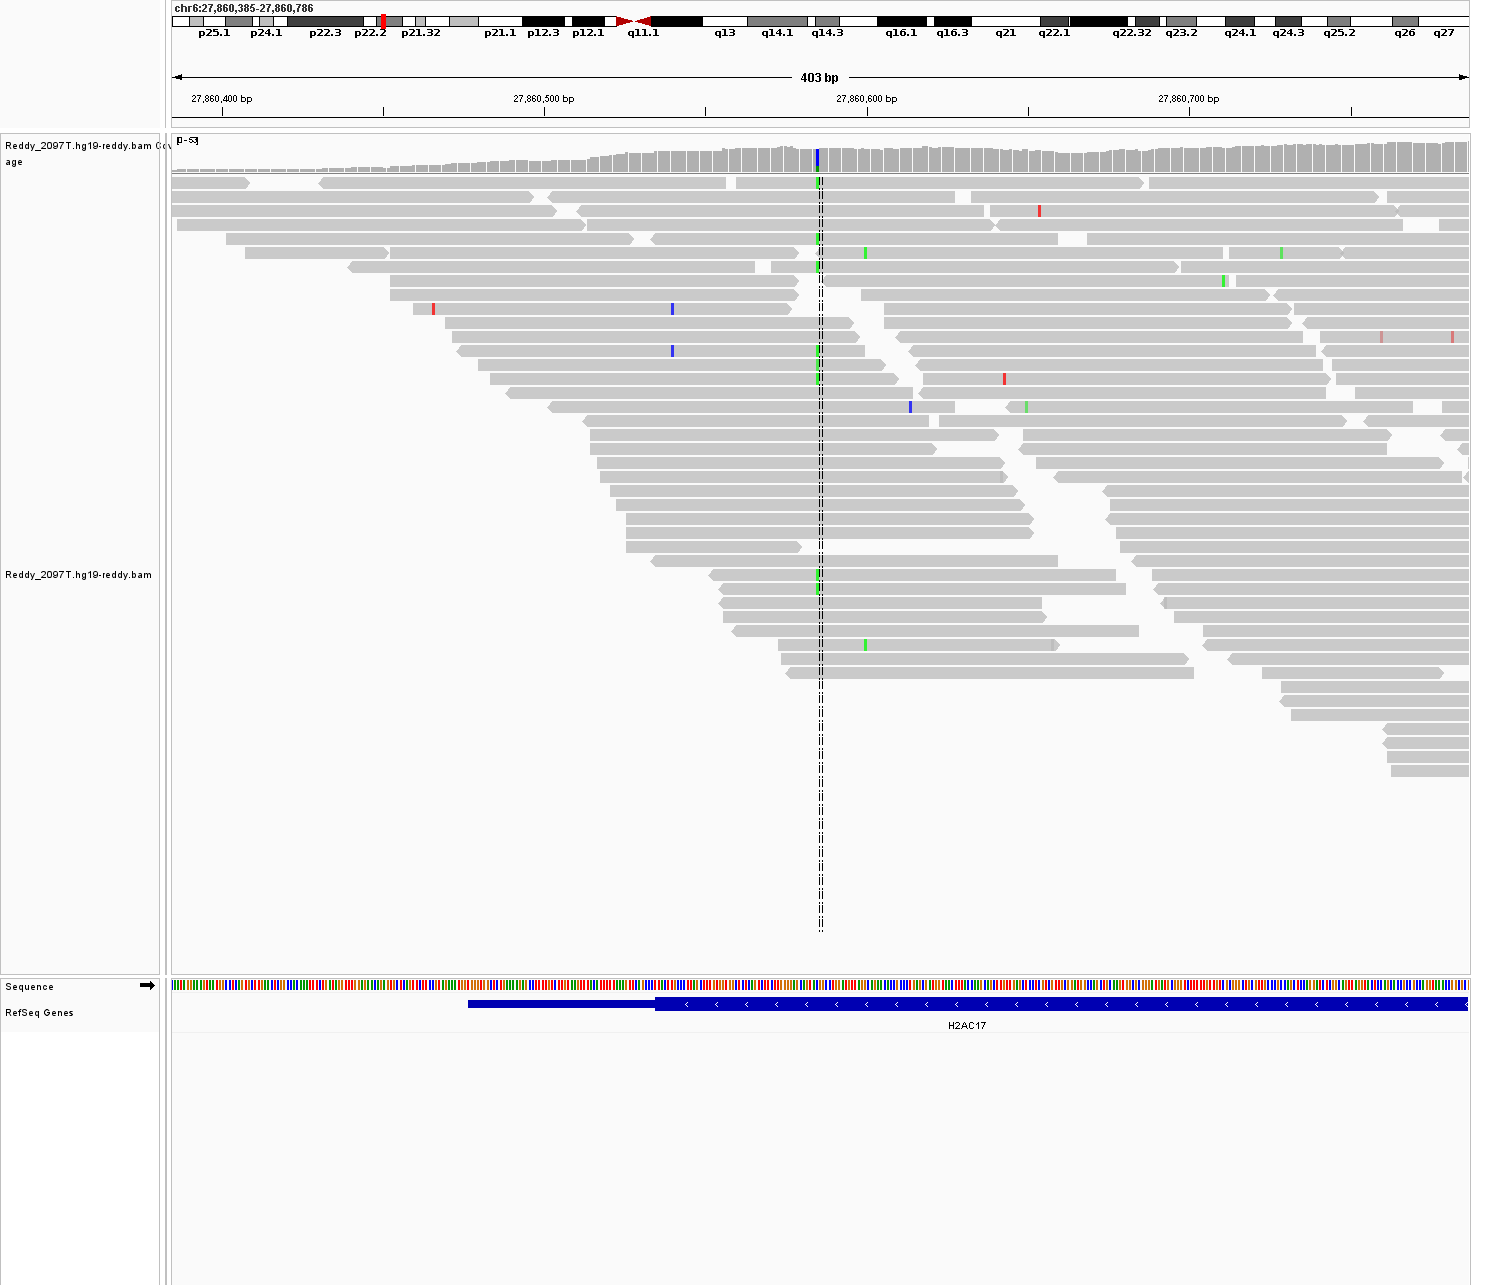 chr6:27,860,385-27,860,786
p25.1 p24.1 p22.3 p22.2 p21.32 p21.1 p12.3 p12.1 q11.1 q13 q14.1 q14.3 q16.1 q16.3 q21 q22.1 q22.32 q23.2 q24.1 q24.3 q25.2 q26 q27
403 bp
27,860,400 bp 27,860,500 bp 27,860,600 bp 27,860,700 bp
Reddy_2097T.hg19-reddy.bam Cov
age
[0-53]
Reddy_2097T.hg19-reddy.bam
Sequence
RefSeq Genes
H2AC17